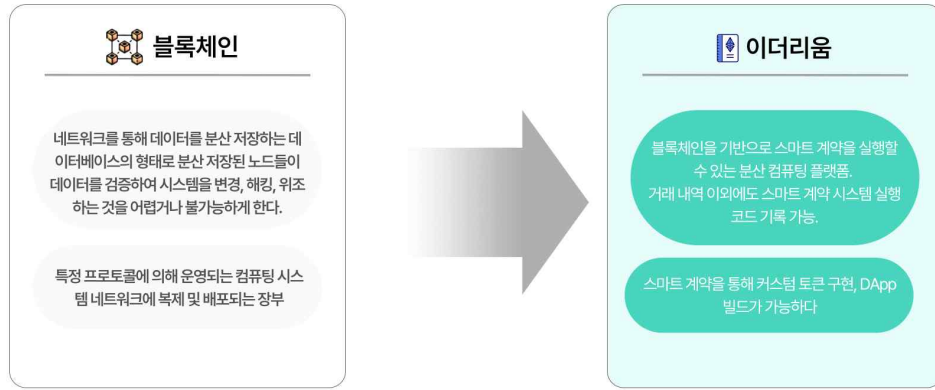 블록체인
네트워크를 통해 데이터를 분산 저장하는 데
이터베이스의 형태로 분산 저장된 노드들이
데이터를 검증하여 시스템을 변경, 해킹, 위조
하는 것을 어렵거나 불가능하게 한다.
특정 프로토콜에 의해 운영되는 컴퓨팅 시스
템 네트워크에 복제 및 배포되는 장부
이더리움
블록체인을 기반으로 스마트 계약을 실행할
수 있는 분산 컴퓨팅 플랫폼.
거래 내역 이외에도 스마트 계약 시스템 실행
코드 기록 가능.
스마트 계약을 통해 커스텀 토큰 구현, DApp
빌드가 가능하다